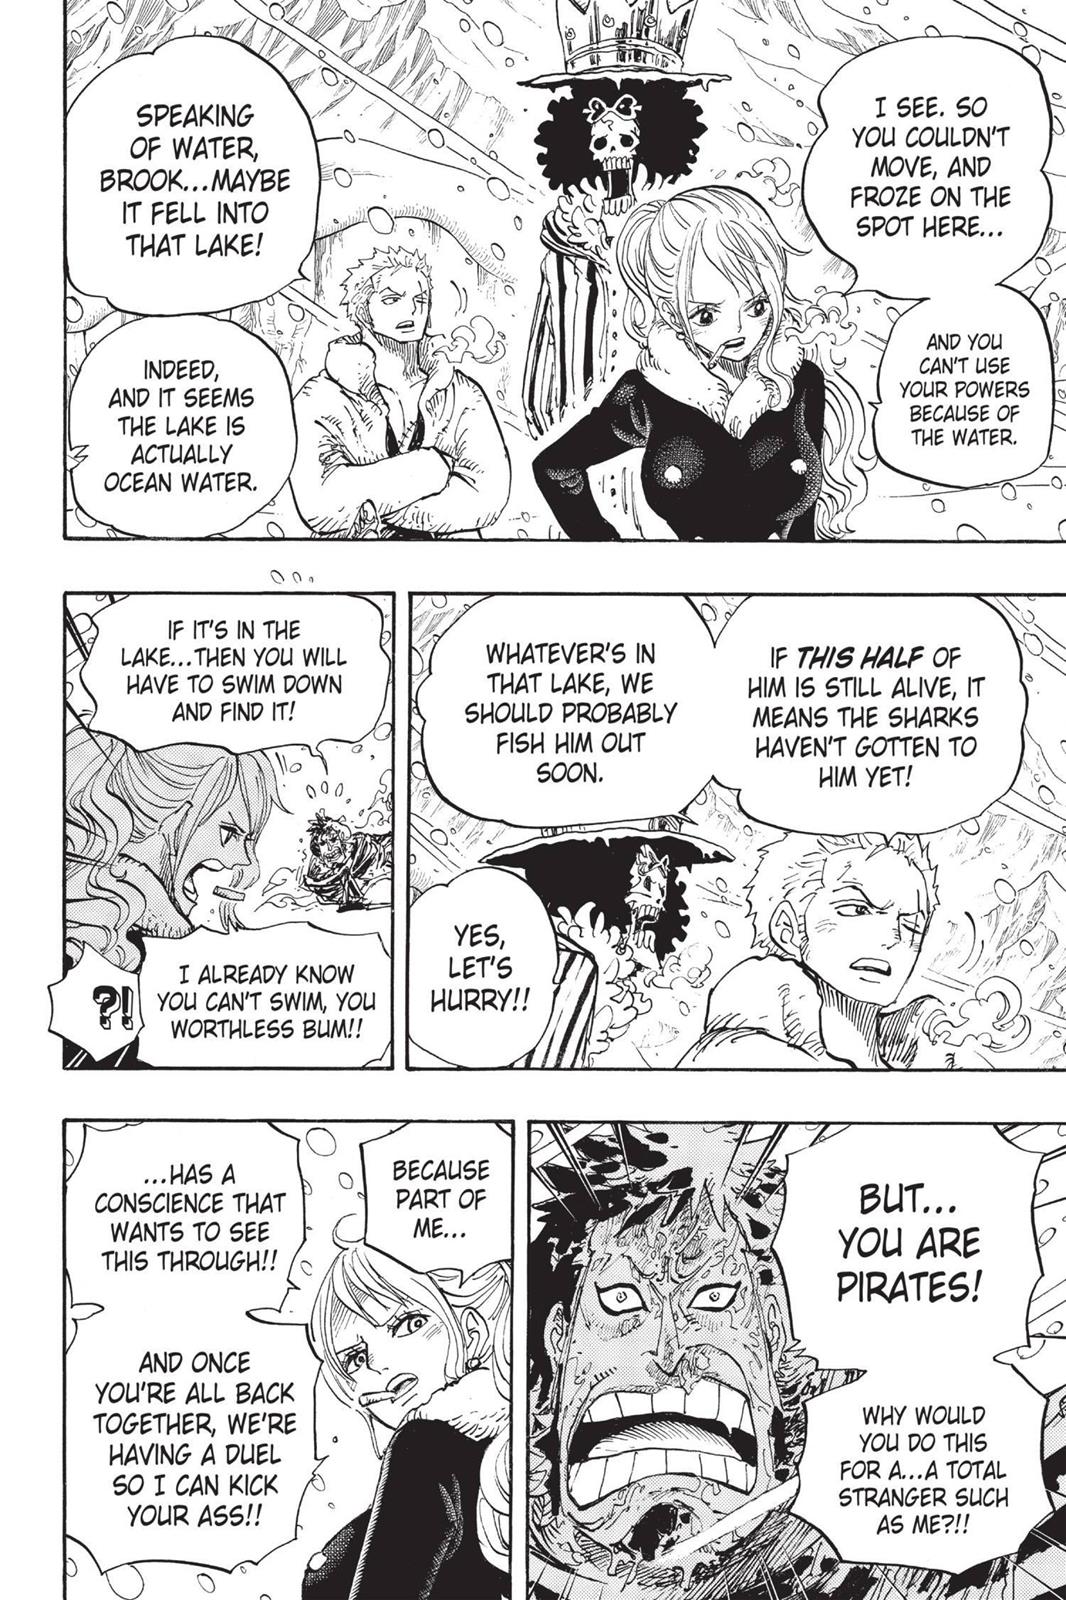 I SEE. SO
YOU COULDN'T
MOVE, AND
FROZE ON THE
SPOT HERE...
AND YOU
CAN'T USE
YOUR POWERS
BECAUSE OF
THE WATER.
SPEAKING
OF WATER,
BROOK...MAYBE
IT FELL INTO
THAT LAKE!
INDEED,
AND IT SEEMS
THE LAKE IS
ACTUALLY
OCEAN WATER.
IF THIS HALF OF
HIM IS STILL ALIVE, IT
MEANS THE SHARKS
HAVEN'T GOTTEN TO
HIM YET!
WHATEVER'S IN
THAT LAKE, WE
SHOULD PROBABLY
FISH HIM OUT
SOON.
YES,
LET'S
HURRY!!
IF IT'S IN THE
LAKE...THEN YOU WILL
HAVE TO SWIM DOWN
AND FIND IT!
I ALREADY KNOW
YOU CAN'T SWIM, YOU
WORTHLESS BUM!!
?!
BUT...
YOU ARE
PIRATES!
WHY WOULD
YOU DO THIS
FOR A...A TOTAL
STRANGER SUCH
AS ME?!!
BECAUSE
PART OF
ME...
...HAS A
CONSCIENCE THAT
WANTS TO SEE
THIS THROUGH!!
AND ONCE
YOU'RE ALL BACK
TOGETHER, WE'RE
HAVING A DUEL
SO I CAN KICK
YOUR ASS!!